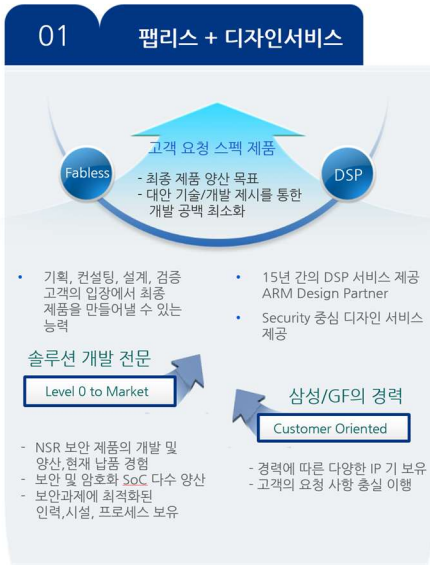 01
팹리스 + 디자인서비스
고객 요청 스펙 제품
Fabless
DSP
- 최종 제품 양산 목표
- 대안 기술/개발 제시를 통한
개발 공백 최소화
• 기획, 컨설팅, 설계, 검증
고객의 입장에서 최종
제품을 만들어낼 수 있는
능력
• 15년 간의 DSP 서비스 제공
ARM Design Partner
• Security 중심 디자인 서비스
제공
솔루션 개발 전문
Level 0 to Market
삼성/GF의 경력
Customer Oriented
- NSR 보안 제품의 개발 및
양산,현재 납품 경험
- 보안 및 암호화 SoC 다수 양산
- 보안과제에 최적화된
인력,시설, 프로세스 보유
- 경력에 따른 다양한 IP 기 보유
- 고객의 요청 사항 충실 이행